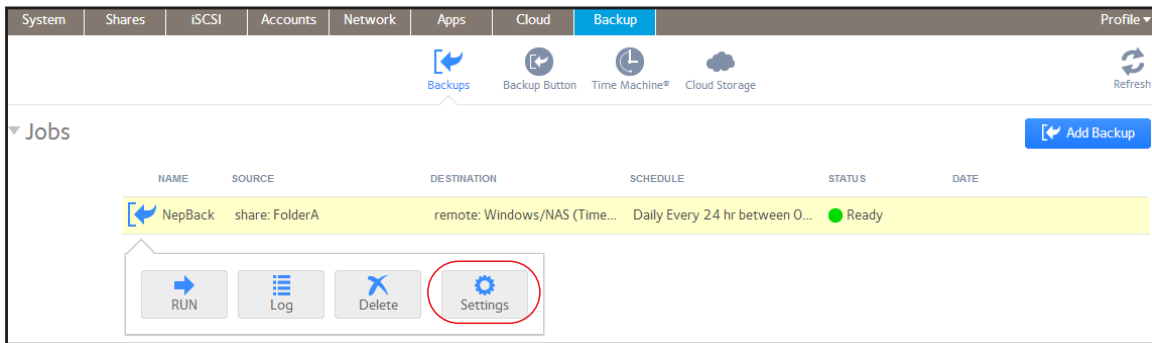 System Shares iSCSI Accounts Network Apps Cloud Backup Profile
Backups Backup Button Time Machine® Cloud Storage Refresh
Jobs Add Backup
NAME SOURCE DESTINATION SCHEDULE STATUS DATE
NepBack share: FolderA remote: Windows/NAS (Time... Daily Every 24 hr between 0... Ready
RUN Log Delete Settings